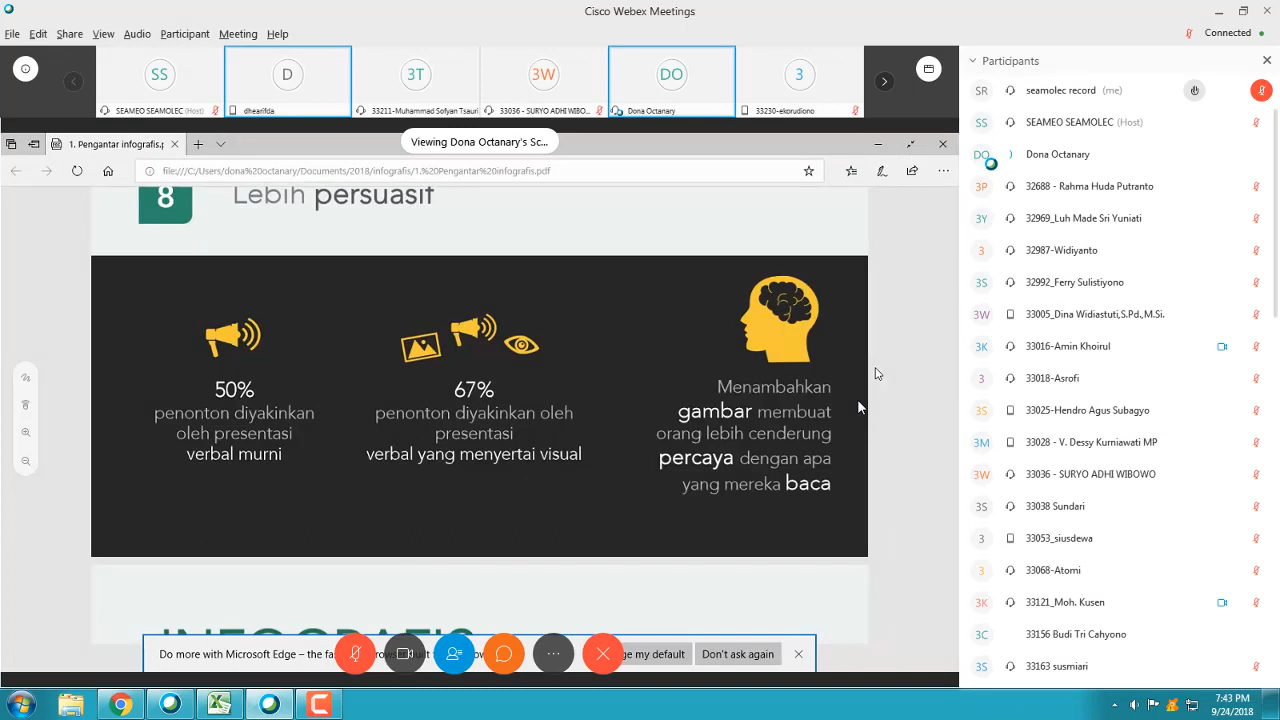 Cisco Webex Meetings
File Edit Share View Audio Participant Meeting Help
Connected
SS
D
3T
3W
DO
3
SEAMEO SEAMOLEC (Host)
dhearifda
33211-Muhammad Sofyan Tsauri
33036 - SURYO ADHI WIBO...
Dona Octanary
33230-ekorudiono
Viewing Dona Octanary's Sc...
1. Pengantar infografis.p
file:///C:/Users/dona%20octanary/Documents/2018/infografis/1.%20Pengantar%20infografis.pdf
8 Lebih persuasif
50%
penonton diyakinkan
oleh presentasi
verbal murni
67%
penonton diyakinkan oleh
presentasi
verbal yang menyertai visual
Menambahkan
gambar membuat
orang lebih cenderung
percaya dengan apa
yang mereka baca
INFOGRAFIS
Do more with Microsoft Edge – the fa
ge my default
Don't ask again
Participants
SR seamolec record (me)
SS SEAMEO SEAMOLEC (Host)
DO Dona Octanary
3P 32688 - Rahma Huda Putranto
3Y 32969_Luh Made Sri Yuniati
3 32987-Widiyanto
3S 32992_Ferry Sulistiyono
3W 33005_Dina Widiastuti,S.Pd.,M.Si.
3K 33016-Amin Khoirul
3 33018-Asrofi
3S 33025-Hendro Agus Subagyo
3M 33028 - V. Dessy Kurniawati MP
3W 33036 - SURYO ADHI WIBOWO
3S 33038 Sundari
3 33053_siusdewa
3 33068-Atomi
3K 33121_Moh. Kusen
3C 33156 Budi Tri Cahyono
3S 33163 susmiari
7:43 PM
9/24/2018